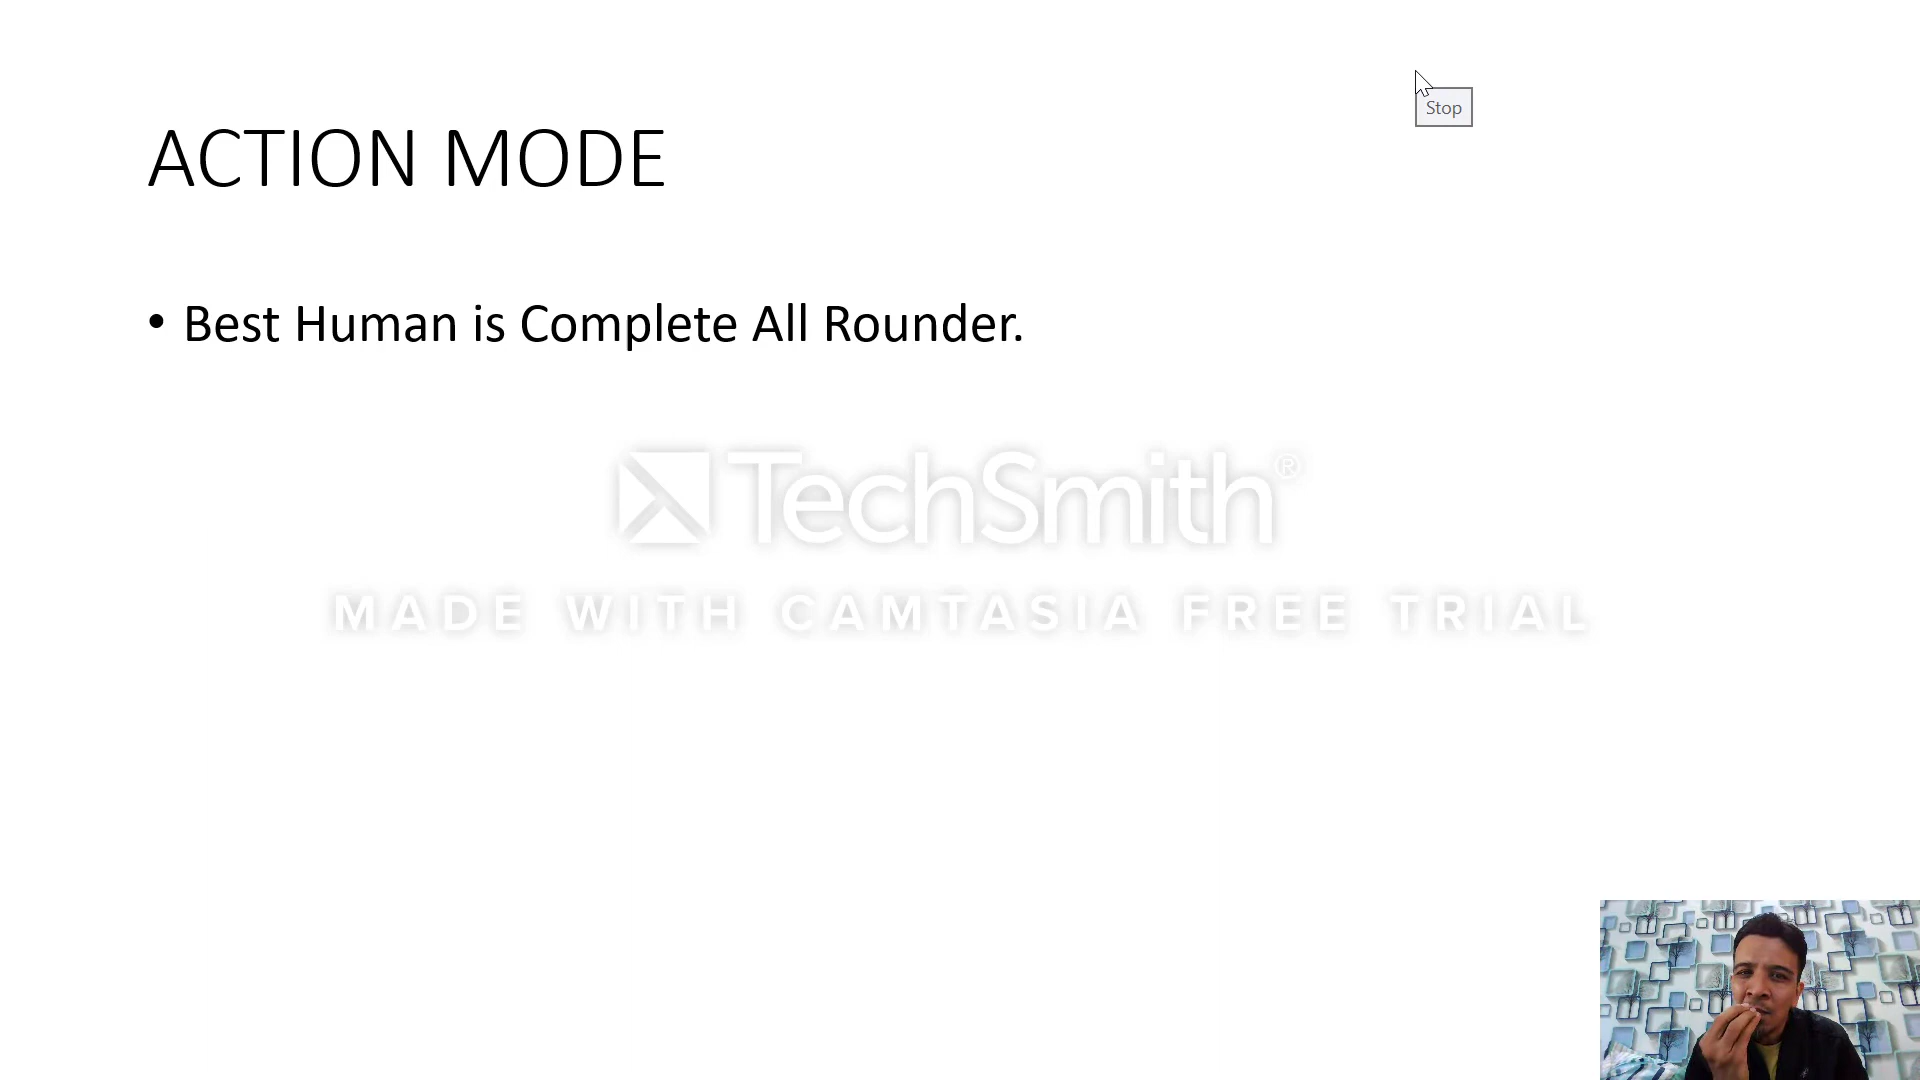 Stop
ACTION MODE
• Best Human is Complete All Rounder.
TechSmith®
MADE WITH CAMTASIA FREE TRIAL